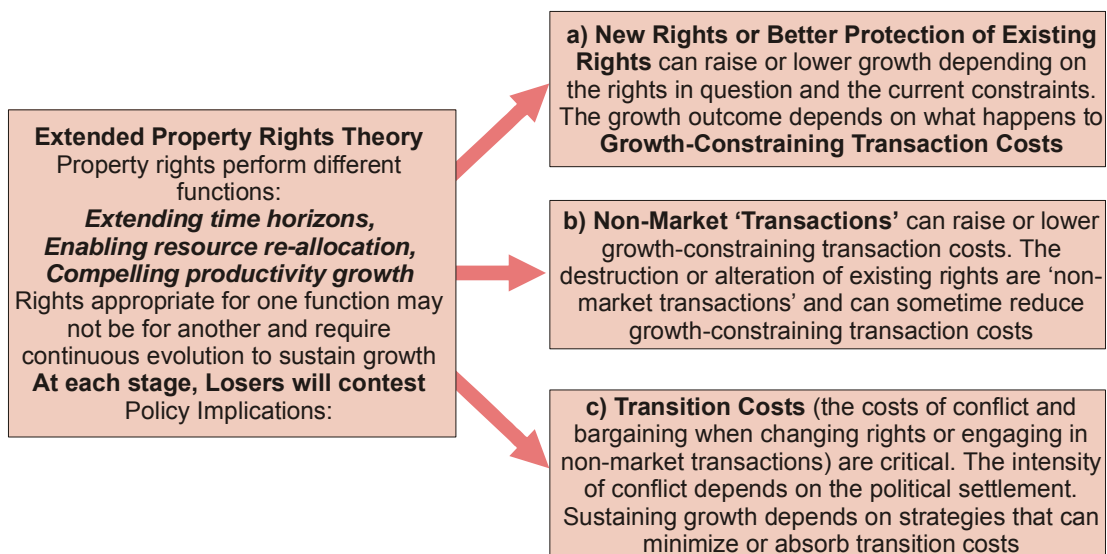 Extended Property Rights Theory
Property rights perform different
functions:
Extending time horizons,
Enabling resource re-allocation,
Compelling productivity growth
Rights appropriate for one function may
not be for another and require
continuous evolution to sustain growth
At each stage, Losers will contest
Policy Implications:
a) New Rights or Better Protection of Existing
Rights can raise or lower growth depending on
the rights in question and the current constraints.
The growth outcome depends on what happens to
Growth-Constraining Transaction Costs
b) Non-Market ‘Transactions’ can raise or lower
growth-constraining transaction costs. The
destruction or alteration of existing rights are ‘non-
market transactions’ and can sometime reduce
growth-constraining transaction costs
c) Transition Costs (the costs of conflict and
bargaining when changing rights or engaging in
non-market transactions) are critical. The intensity
of conflict depends on the political settlement.
Sustaining growth depends on strategies that can
minimize or absorb transition costs